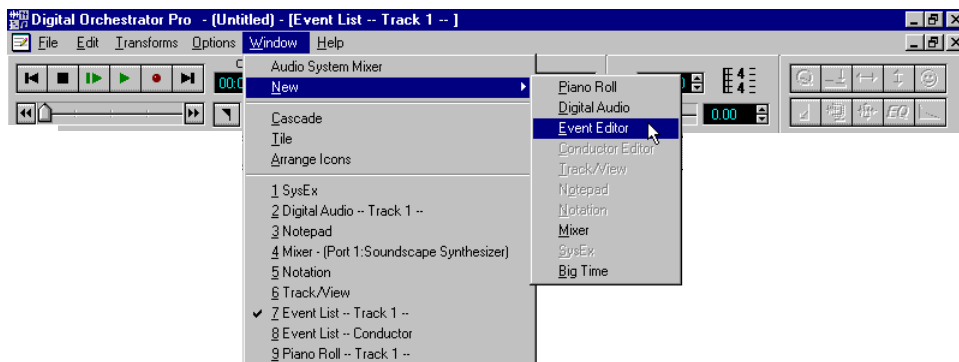 Digital Orchestrator Pro - (Untitled) - [Event List -- Track 1 -- ]
File Edit Transforms Options Window Help
Audio System Mixer
New
Cascade
Tile
Arrange Icons
1 SysEx
2 Digital Audio -- Track 1 --
3 Notepad
4 Mixer - (Port 1:Soundscape Synthesizer)
5 Notation
6 Track/View
7 Event List -- Track 1 --
8 Event List -- Conductor
9 Piano Roll -- Track 1 --
Piano Roll
Digital Audio
Event Editor
Conductor Editor
Track/View
Notepad
Notation
Mixer
SysEx
Big Time
4 4
0.00
EQ